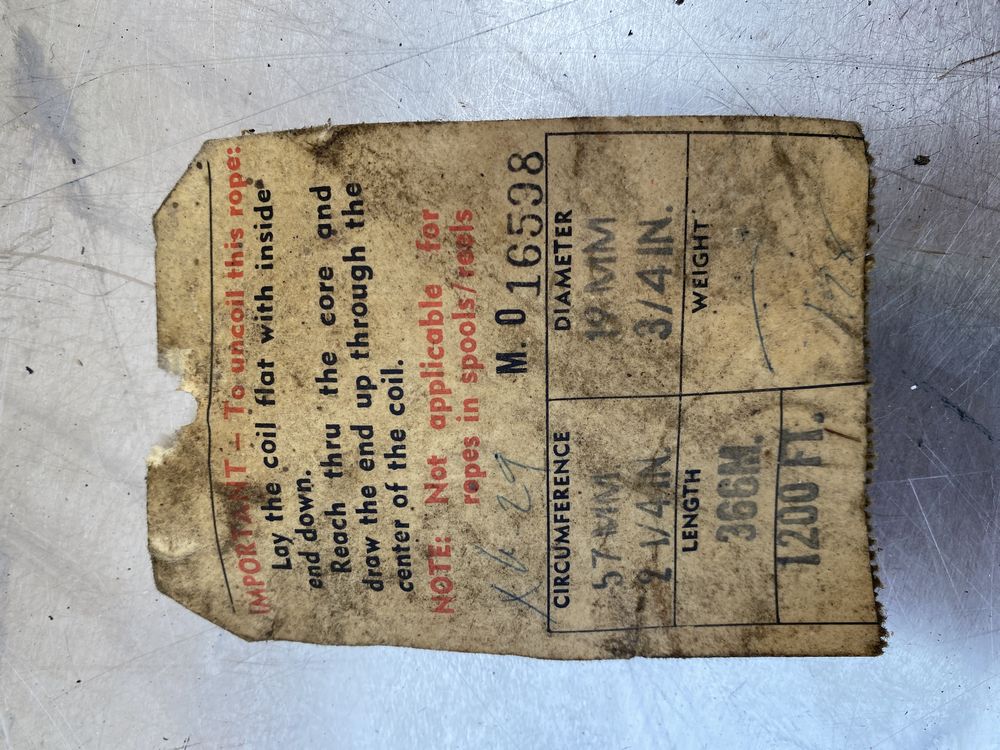 IMPORTANT – To uncoil this rope:
Lay the coil flat with inside
end down.
Reach thru the core and
draw the end up through the
center of the coil.
NOTE: Not applicable for
ropes in spools/reels
M. 0 16598
CIRCUMFERENCE
57 MM
2 1/4 IN.
DIAMETER
19 MM
3/4 IN.
LENGTH
366M.
1200 FT.
WEIGHT